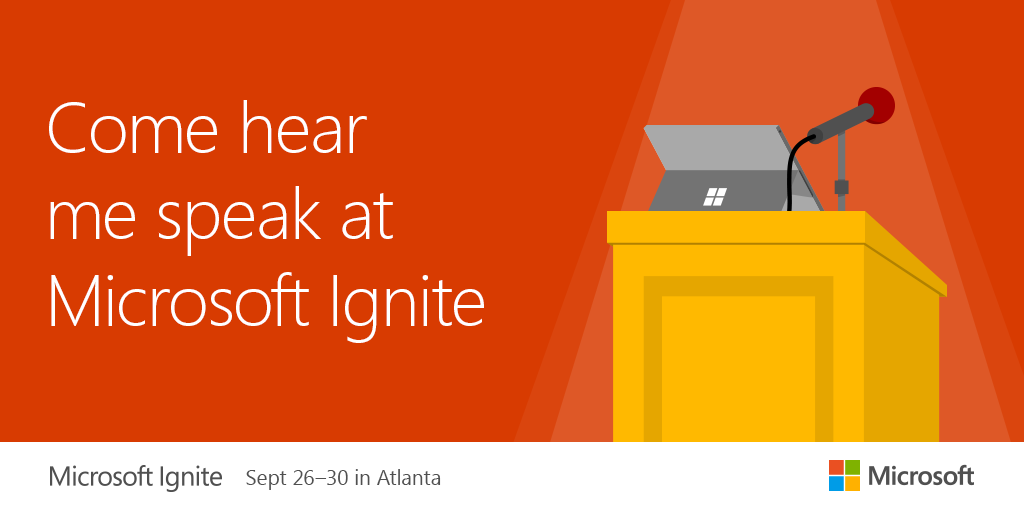 Come hear
me speak at
Microsoft Ignite
Microsoft Ignite Sept 26–30 in Atlanta
Microsoft